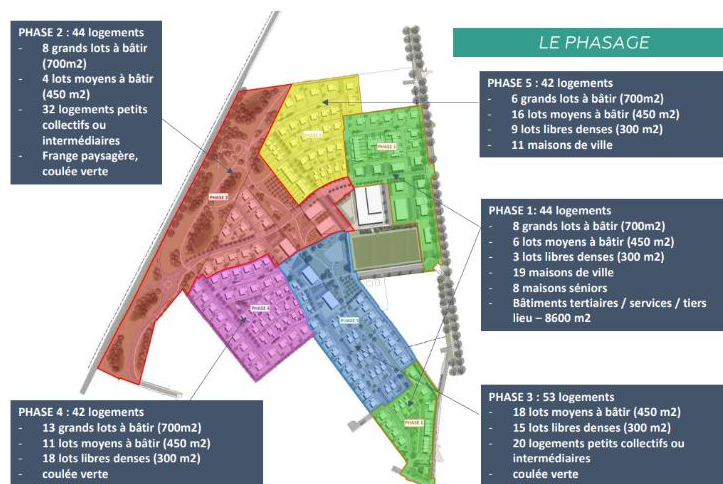 LE PHASAGE
PHASE 2 : 44 logements
- 8 grands lots à bâtir
(700m2)
- 4 lots moyens à bâtir
(450 m2)
- 32 logements petits
collectifs ou
intermédiaires
- Frange paysagère,
coulée verte
PHASE 5 : 42 logements
- 6 grands lots à bâtir (700m2)
- 16 lots moyens à bâtir (450 m2)
- 9 lots libres denses (300 m2)
- 11 maisons de ville
PHASE 1: 44 logements
- 8 grands lots à bâtir (700m2)
- 6 lots moyens à bâtir (450 m2)
- 3 lots libres denses (300 m2)
- 19 maisons de ville
- 8 maisons séniors
- Bâtiments tertiaires / services / tiers
lieu – 8600 m2
PHASE 4 : 42 logements
- 13 grands lots à bâtir (700m2)
- 11 lots moyens à bâtir (450 m2)
- 18 lots libres denses (300 m2)
- coulée verte
PHASE 3 : 53 logements
- 18 lots moyens à bâtir (450 m2)
- 15 lots libres denses (300 m2)
- 20 logements petits collectifs ou
intermédiaires
- coulée verte
PHASE 4